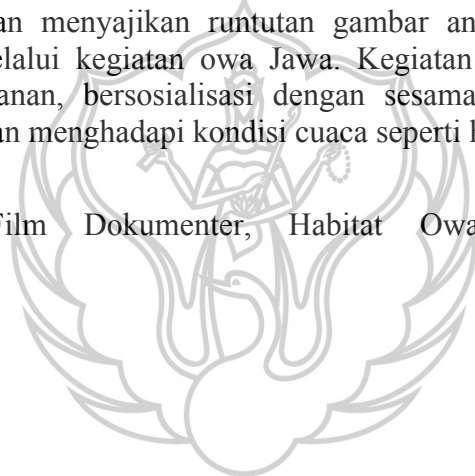 an menyajikan runtutan gambar an
elalui kegiatan owa Jawa. Kegiatan
anan, bersosialisasi dengan sesama
an menghadapi kondisi cuaca seperti h
Film Dokumenter, Habitat Owa